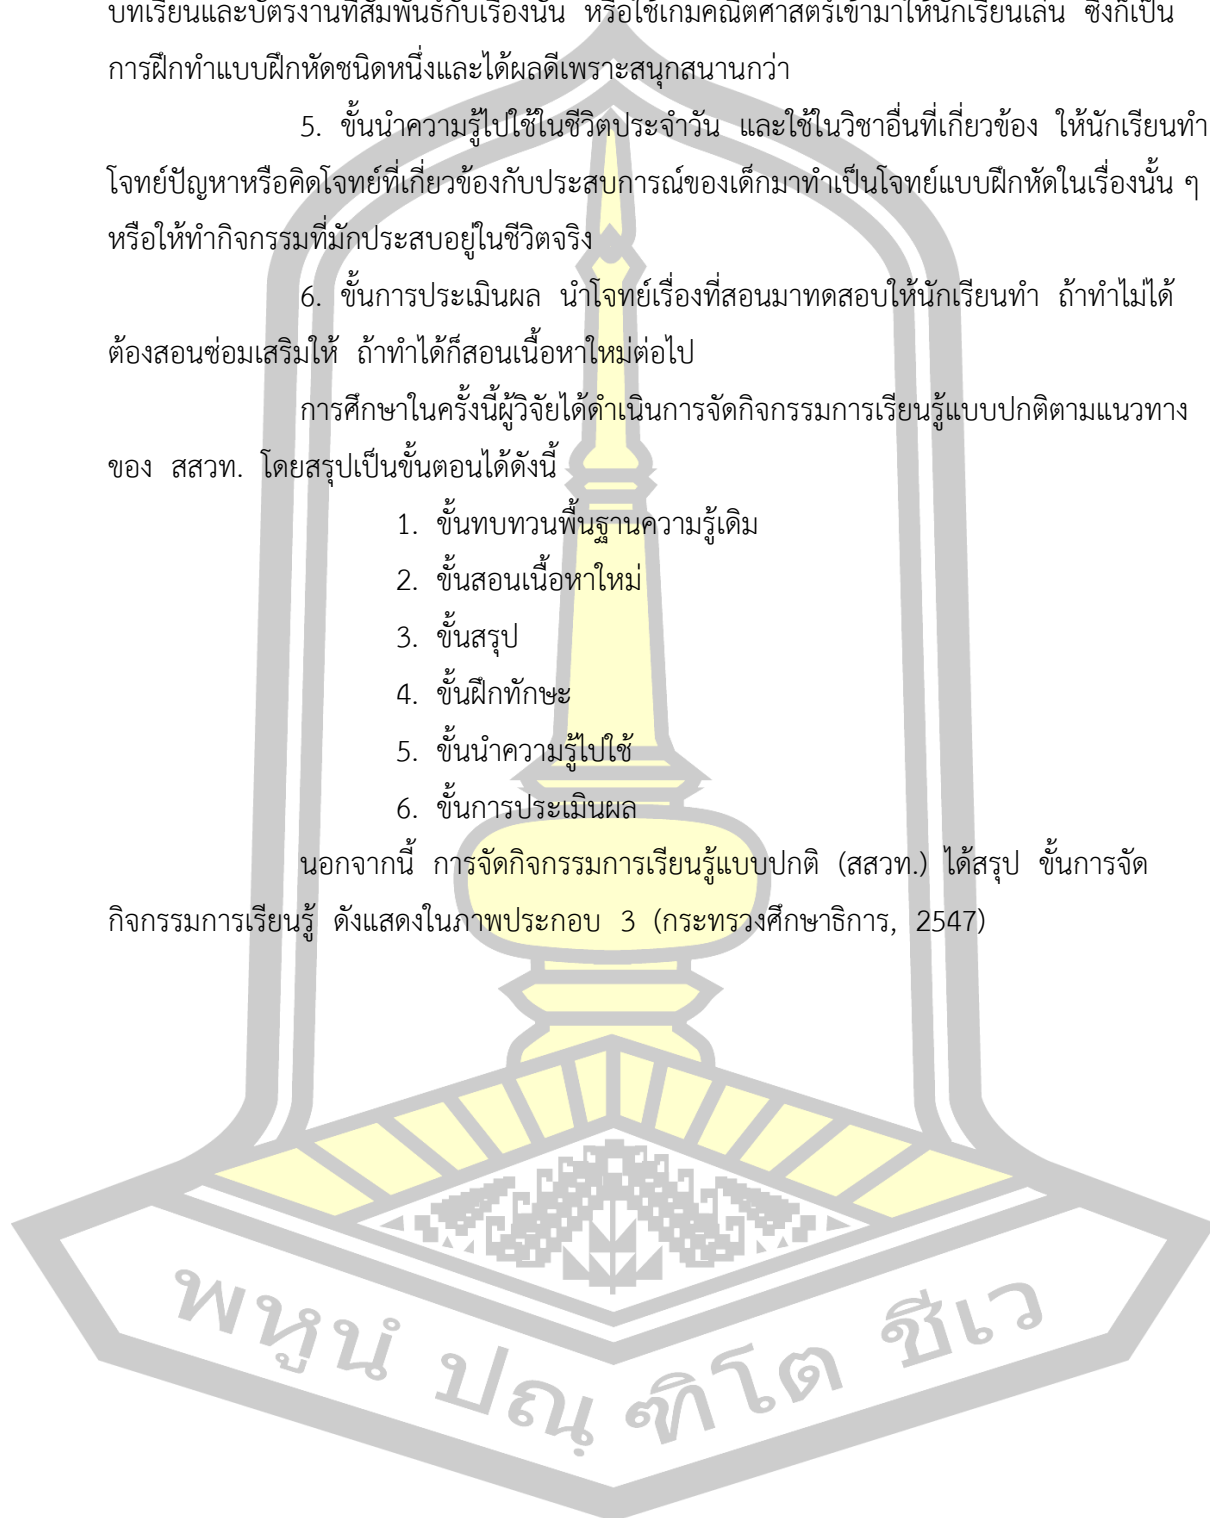 บทเรียนและบัตรงานที่สัมพันธ์กับเรื่องนั้น หรือใช้เกมคณิตศาสตร์เข้ามาให้นักเรียนเล่น ซึ่งก็เป็น
การฝึกทำแบบฝึกหัดชนิดหนึ่งและได้ผลดีเพราะสนุกสนานกว่า
5. ขั้นนำความรู้ไปใช้ในชีวิตประจำวัน และใช้ในวิชาอื่นที่เกี่ยวข้อง ให้นักเรียนทำ
โจทย์ปัญหาหรือคิดโจทย์ที่เกี่ยวข้องกับประสบการณ์ของเด็กมาทำเป็นโจทย์แบบฝึกหัดในเรื่องนั้น ๆ
หรือให้ทำกิจกรรมที่มักประสบอยู่ในชีวิตจริง
6. ขั้นการประเมินผล นำโจทย์เรื่องที่สอนมาทดสอบให้นักเรียนทำ ถ้าทำไม่ได้
ต้องสอนซ่อมเสริมให้ ถ้าทำได้ก็สอนเนื้อหาใหม่ต่อไป
การศึกษาในครั้งนี้ผู้วิจัยได้ดำเนินการจัดกิจกรรมการเรียนรู้แบบปกติตามแนวทาง
ของ สสวท. โดยสรุปเป็นขั้นตอนได้ดังนี้
1. ขั้นทบทวนพื้นฐานความรู้เดิม
2. ขั้นสอนเนื้อหาใหม่
3. ขั้นสรุป
4. ขั้นฝึกทักษะ
5. ขั้นนำความรู้ไปใช้
6. ขั้นการประเมินผล
นอกจากนี้ การจัดกิจกรรมการเรียนรู้แบบปกติ (สสวท.) ได้สรุป ขั้นการจัด
กิจกรรมการเรียนรู้ ดังแสดงในภาพประกอบ 3 (กระทรวงศึกษาธิการ, 2547)
พหูนํ ปณฺฑิโต ชีเว